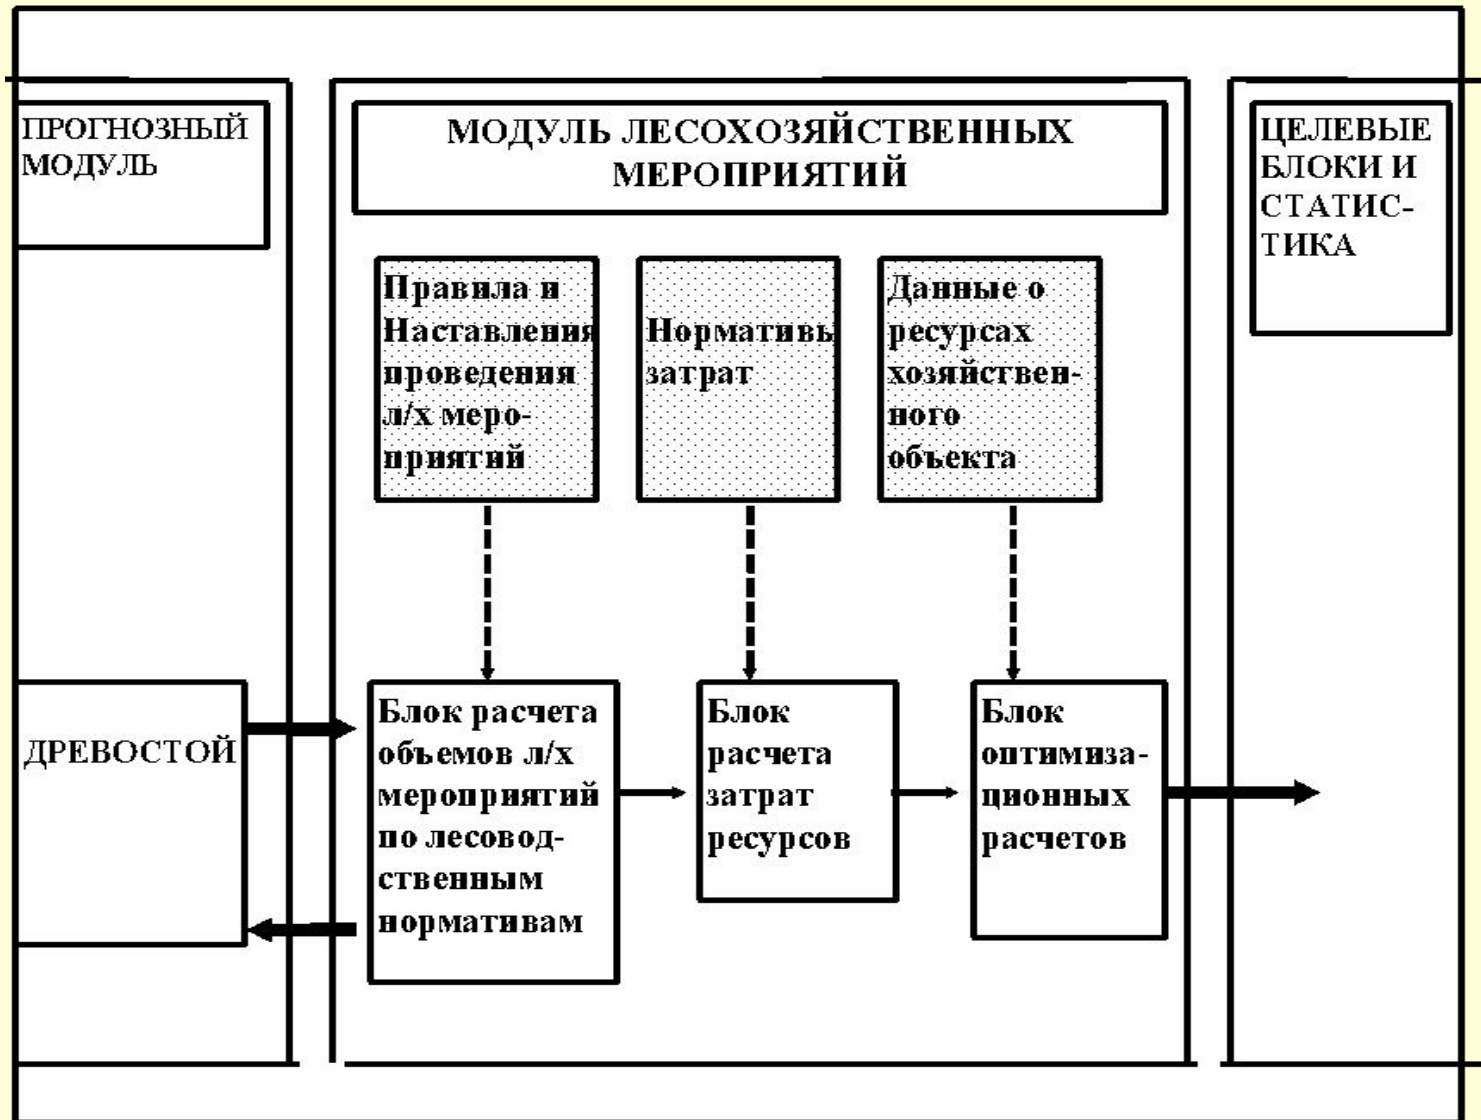 ПРОГНОЗНЫЙ
МОДУЛЬ
МОДУЛЬ ЛЕСОХОЗЯЙСТВЕННЫХ
МЕРОПРИЯТИЙ
ЦЕЛЕВЫЕ
БЛОКИ И
СТАТИС-
ТИКА
Правила и
Наставления
проведения
л/х меро-
приятий
Нормативы
затрат
Данные о
ресурсах
хозяйствен-
ного
объекта
ДРЕВОСТОЙ
Блок расчета
объемов л/х
мероприятий
по лесовод-
ственным
нормативам
Блок
расчета
затрат
ресурсов
Блок
оптимиза-
ционных
расчетов